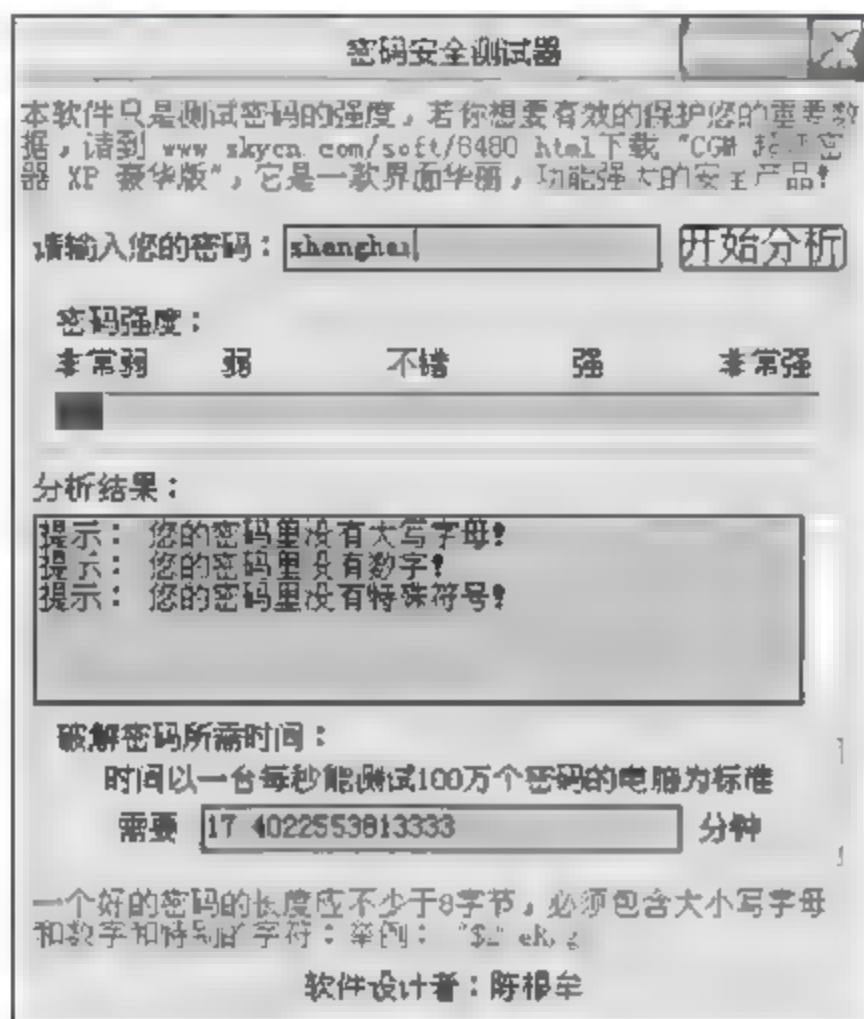 密码安全测试器
本软件只是测试密码的强度，若你想要有效的保护您的重要数
据，请到 www skycn com/soft/6480 html下载 "CGM 密
器 XP 豪华版"，它是一款界面华丽，功能强大的安全产品!
请输入您的密码： shanghai 开始分析
密码强度：
非常弱 弱 不错 强 非常强
分析结果：
提示： 您的密码里没有大写字母!
提示： 您的密码里没有数字!
提示： 您的密码里没有特殊符号!
破解密码所需时间：
时间以一台每秒能测试100万个密码的电脑为标准
需要 17 4022553813333 分钟
一个好的密码的长度应不少于8字节，必须包含大小写字母
和数字和特别的字符：举例：
软件设计者：陈根牟